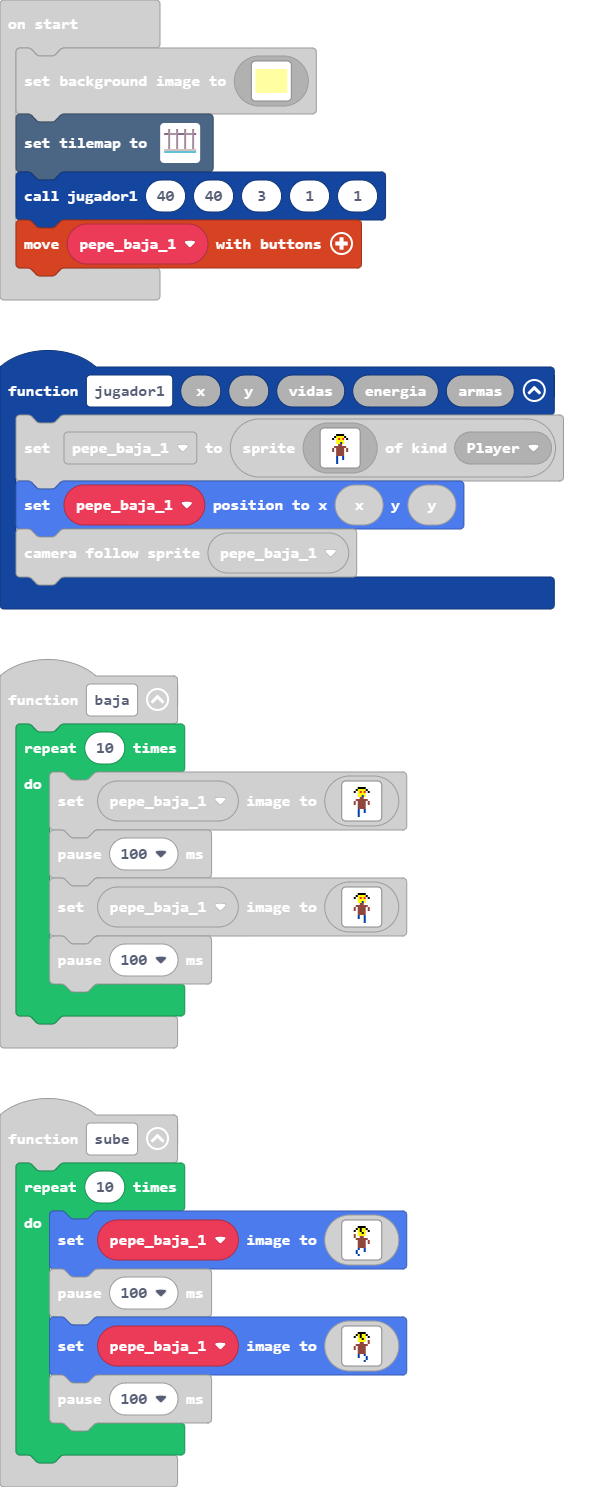 on start
set background image to
set tilemap to
call jugador1 40 40 3 1 1
move pepe_baja_1 with buttons
function jugador1 x y vidas energia armas
set pepe_baja_1 to sprite of kind Player
set pepe_baja_1 position to x x y y
camera follow sprite pepe_baja_1
function baja
repeat 10 times
do
set pepe_baja_1 image to
pause 100 ms
set pepe_baja_1 image to
pause 100 ms
function sube
repeat 10 times
do
set pepe_baja_1 image to
pause 100 ms
set pepe_baja_1 image to
pause 100 ms